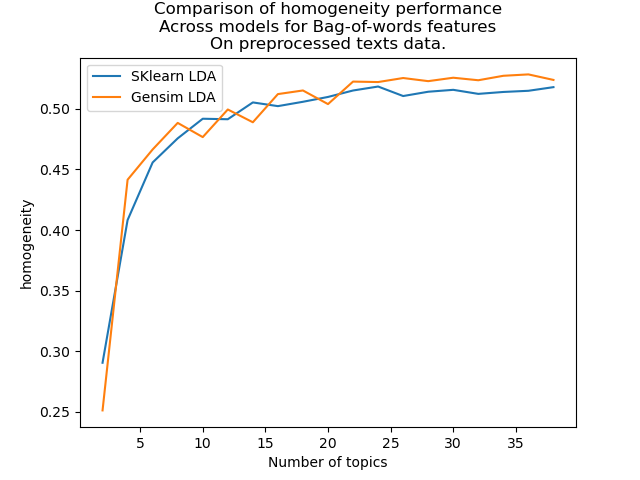 Comparison of homogeneity performance
Across models for Bag-of-words features
On preprocessed texts data.
SKlearn LDA
Gensim LDA
homogeneity
0.50
0.45
0.40
0.35
0.30
0.25
5 10 15 20 25 30 35
Number of topics